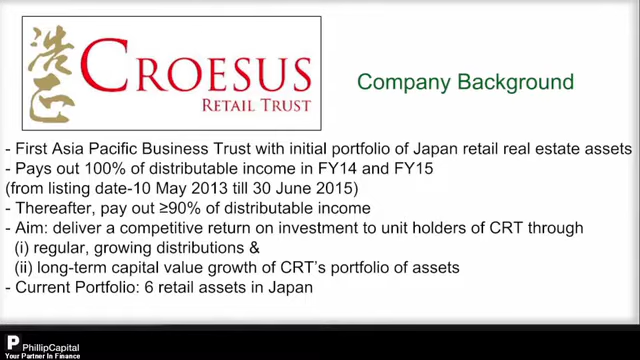 浩正
CROESUS
RETAIL TRUST
Company Background
- First Asia Pacific Business Trust with initial portfolio of Japan retail real estate assets
- Pays out 100% of distributable income in FY14 and FY15
(from listing date-10 May 2013 till 30 June 2015)
- Thereafter, pay out ≥90% of distributable income
- Aim: deliver a competitive return on investment to unit holders of CRT through
(i) regular, growing distributions &
(ii) long-term capital value growth of CRT's portfolio of assets
- Current Portfolio: 6 retail assets in Japan
P PhillipCapital
Your Partner In Finance